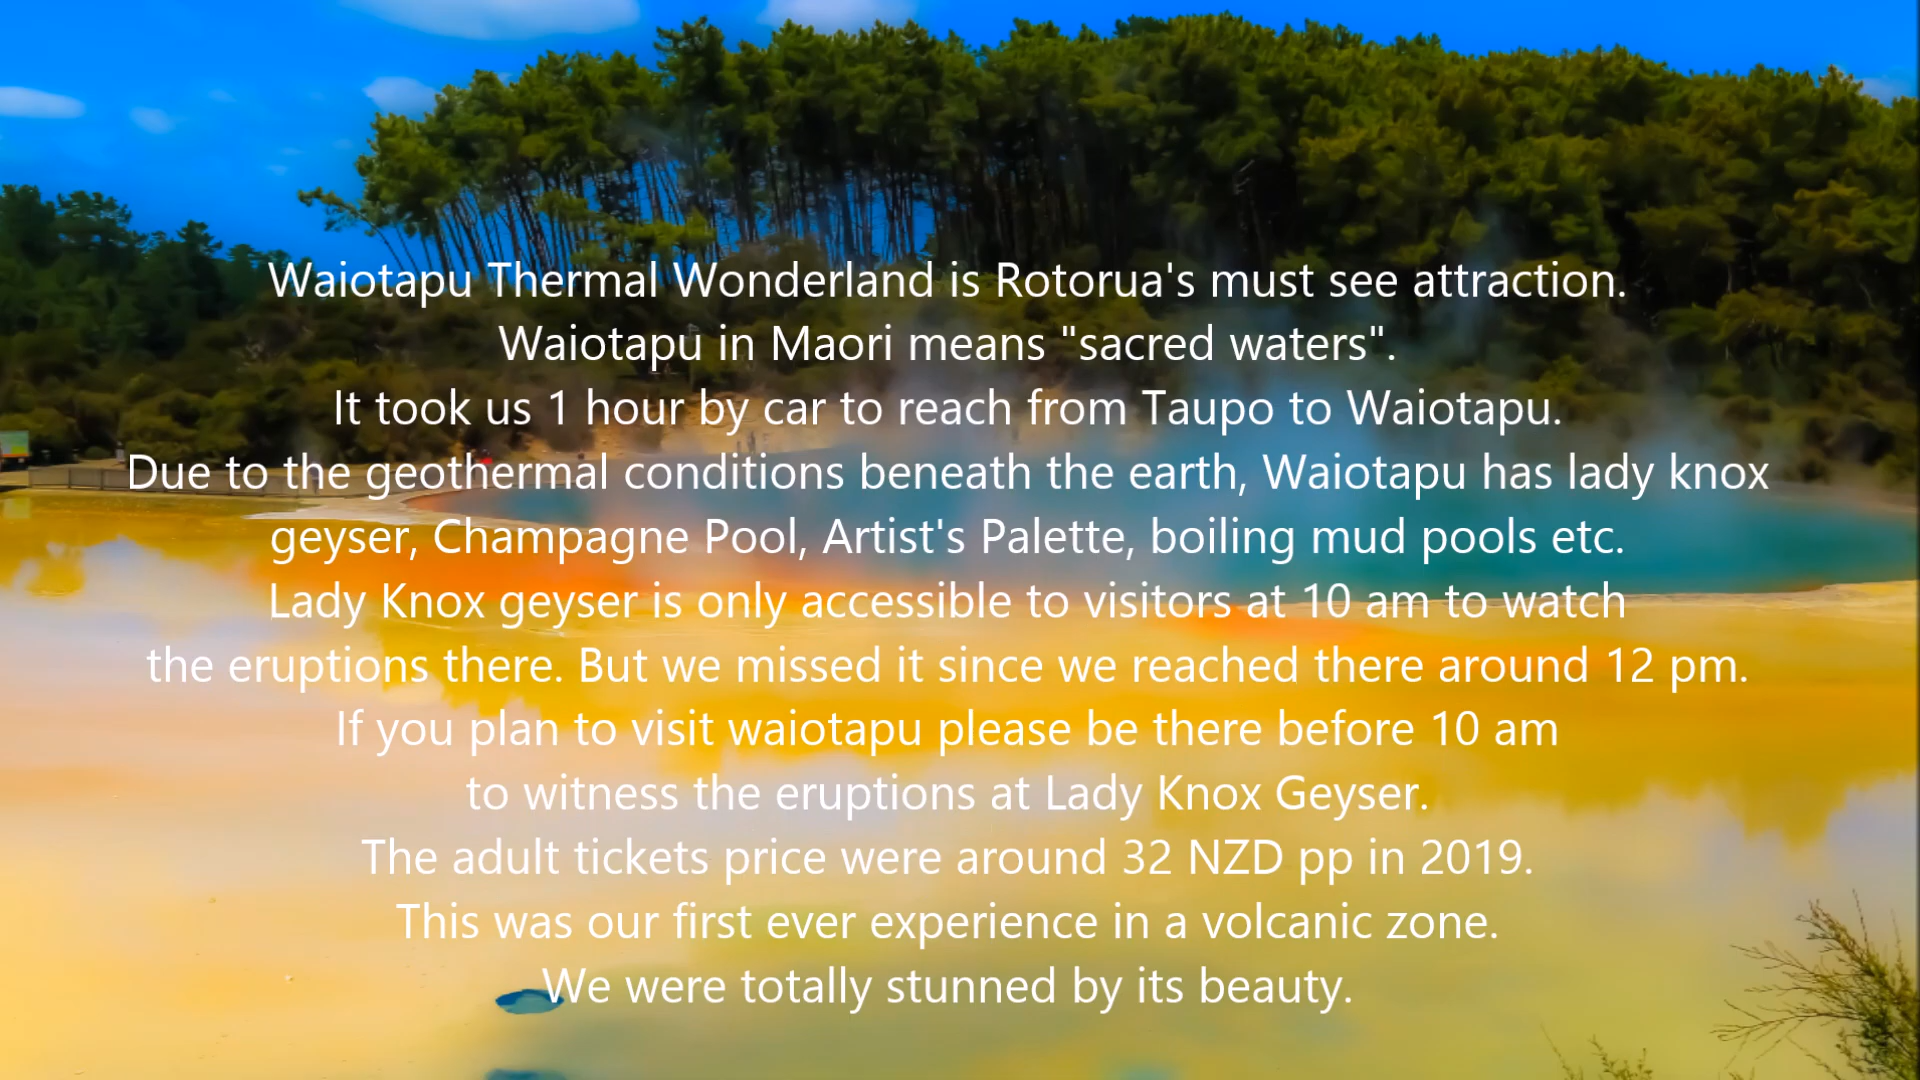 Waiotapu Thermal Wonderland is Rotorua's must see attraction.
Waiotapu in Maori means "sacred waters".
It took us 1 hour by car to reach from Taupo to Waiotapu.
Due to the geothermal conditions beneath the earth, Waiotapu has lady knox
geyser, Champagne Pool, Artist's Palette, boiling mud pools etc.
Lady Knox geyser is only accessible to visitors at 10 am to watch
the eruptions there. But we missed it since we reached there around 12 pm.
If you plan to visit waiotapu please be there before 10 am
to witness the eruptions at Lady Knox Geyser.
The adult tickets price were around 32 NZD pp in 2019.
This was our first ever experience in a volcanic zone.
We were totally stunned by its beauty.